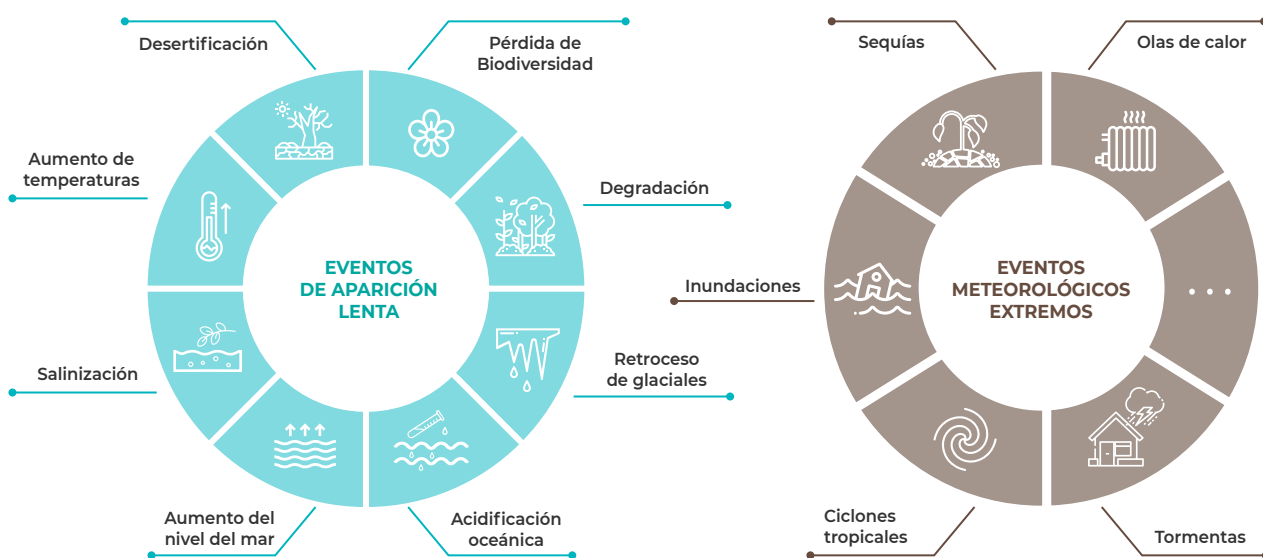 Desertificación
Pérdida de
Biodiversidad
Aumento de
temperaturas
Degradación
EVENTOS
DE APARICIÓN
LENTA
Salinización
Retroceso
de glaciales
Aumento del
nivel del mar
Acidificación
oceánica
Sequías
Olas de calor
Inundaciones
EVENTOS
METEOROLÓGICOS
EXTREMOS
...
Ciclones
tropicales
Tormentas